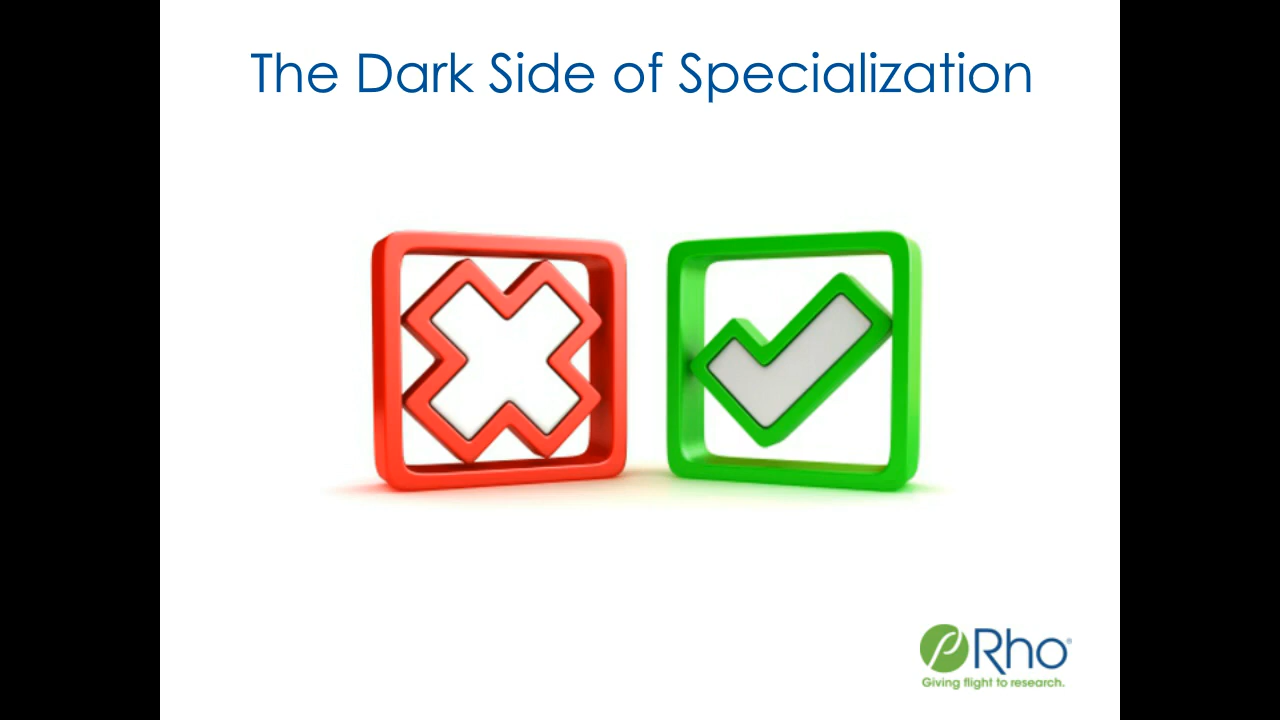 The Dark Side of Specialization
Rho®
Giving flight to research.